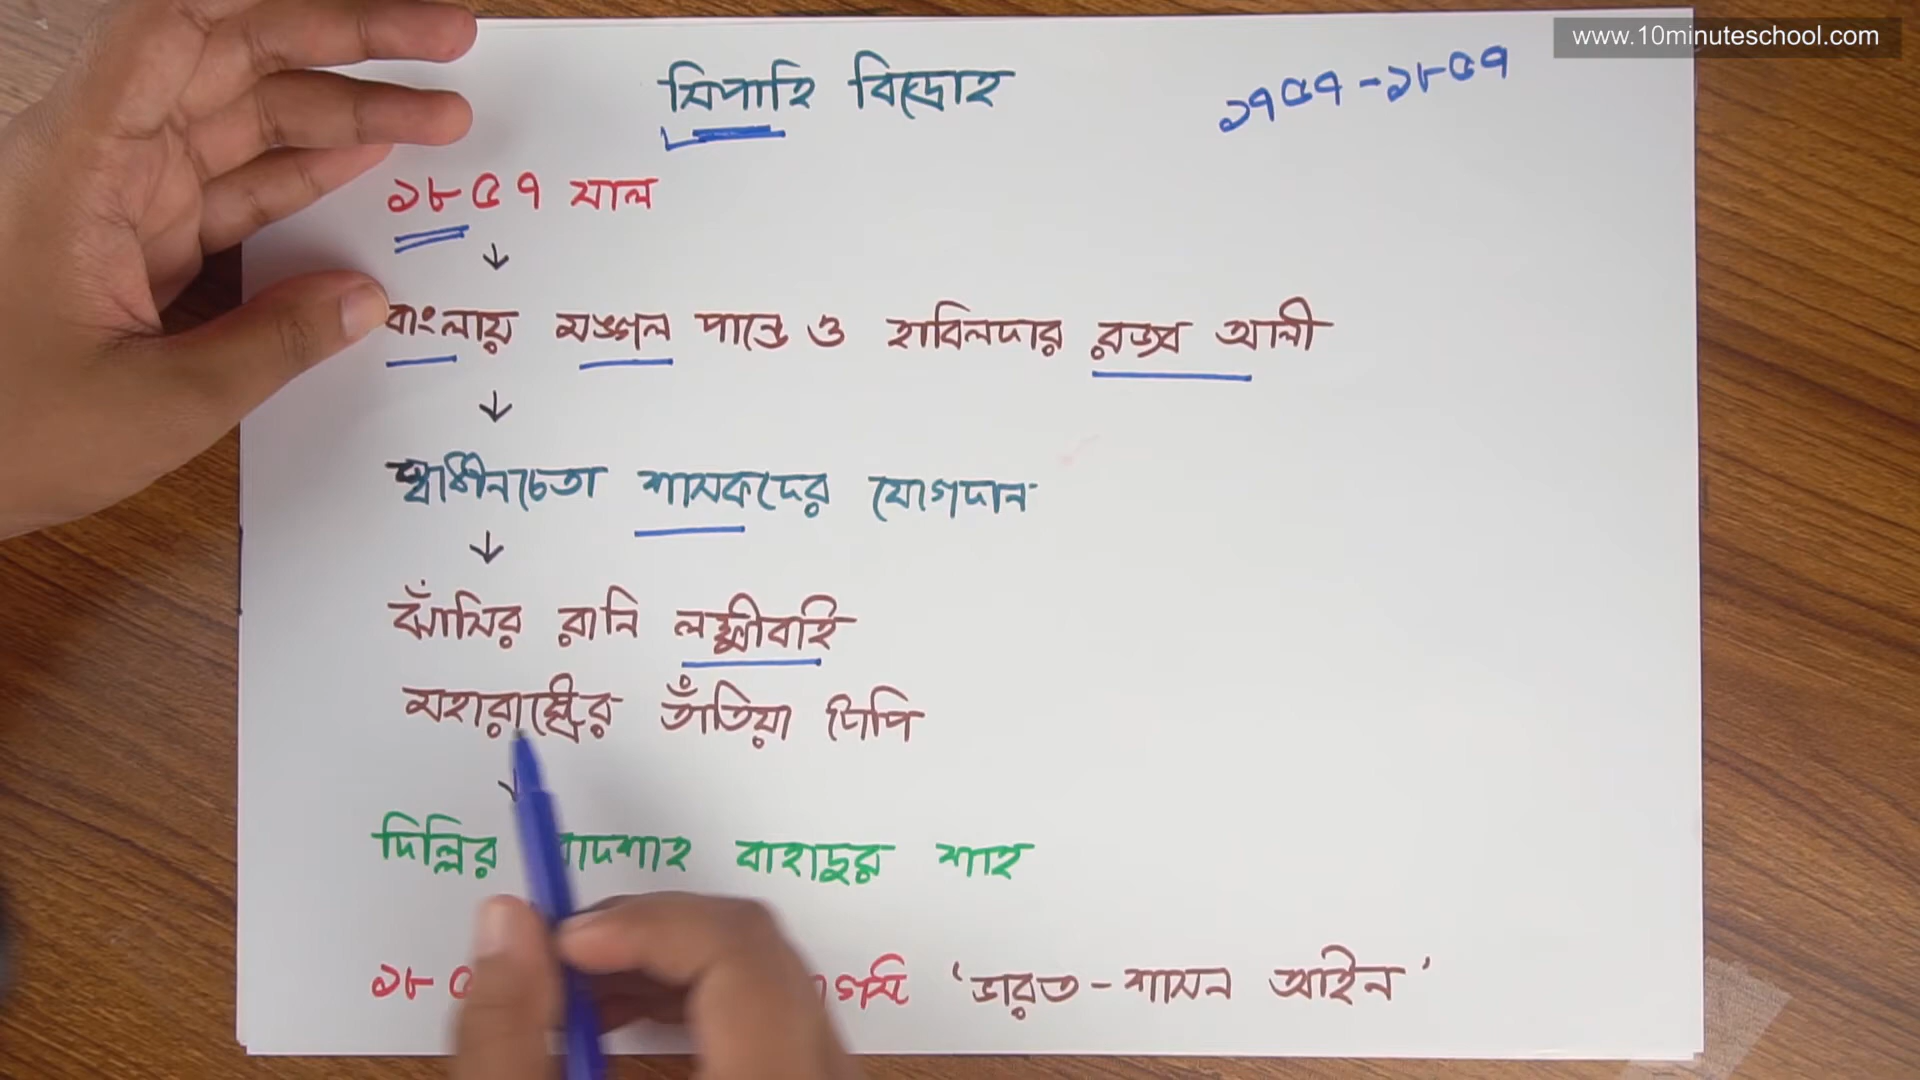 www.10minuteschool.com
সিপাহি বিদ্রোহ
১৭৫৭ - ১৮৫৭
১৮৫৭ সাল
বাংলায় মঙ্গল পান্ডে ও হাবিলদার রজব আলী
স্বাধীনচেতা শাসকদের যোগদান
ঝাঁসির রানি লক্ষ্মীবাই
মহারাষ্ট্রের তাঁতিয়া টোপি
দিল্লির বাদশাহ বাহাদুর শাহ
'ভারত-শাসন আইন'